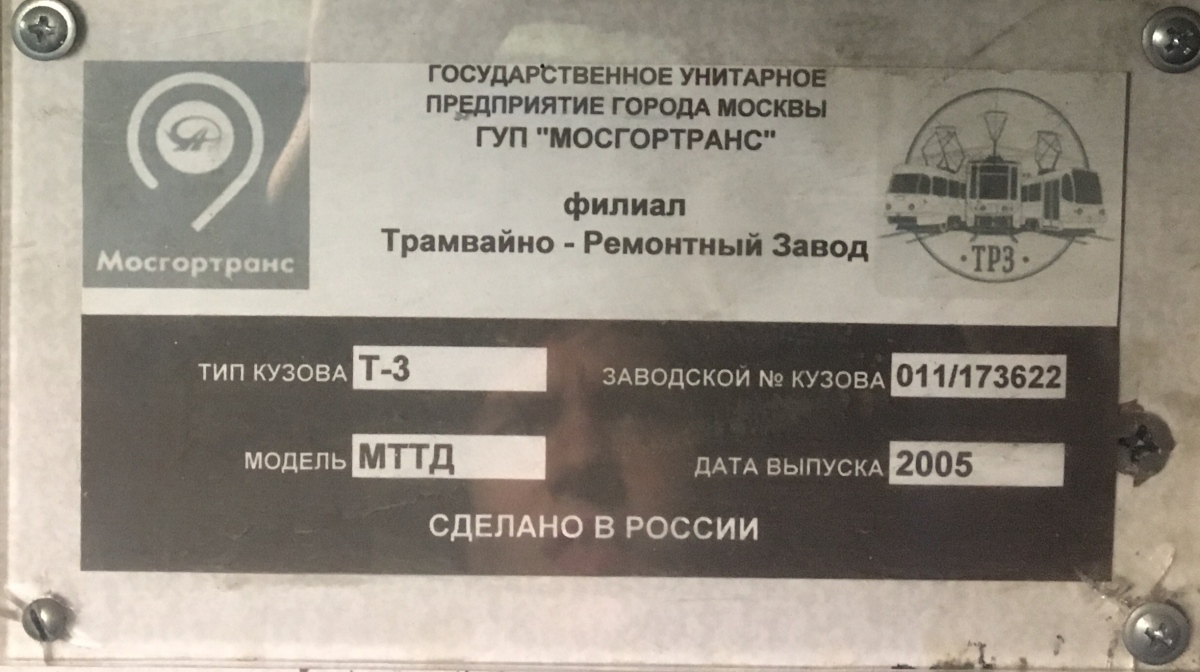 ГОСУДАРСТВЕННОЕ УНИТАРНОЕ
ПРЕДПРИЯТИЕ ГОРОДА МОСКВЫ
ГУП "МОСГОРТРАНС"
филиал
Трамвайно - Ремонтный Завод
Мосгортранс
·ТРЗ·
ТИП КУЗОВА Т-3
ЗАВОДСКОЙ № КУЗОВА 011/173622
МОДЕЛЬ МТТД
ДАТА ВЫПУСКА 2005
СДЕЛАНО В РОССИИ